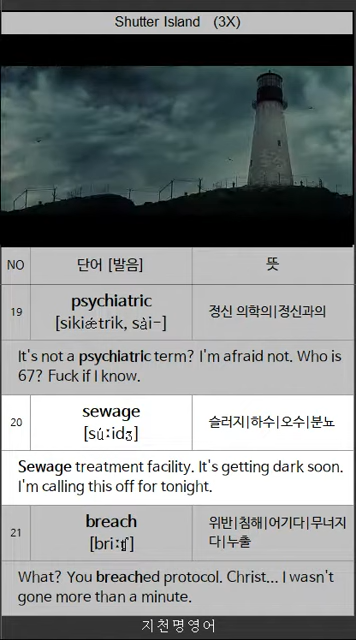 Shutter Island (3X)
NO 단어 [발음] 뜻
19 psychiatric [sikiǽtrik, sài-] 정신 의학의|정신과의
It's not a psychiatric term? I'm afraid not. Who is
67? Fuck if I know.
20 sewage [sú:idʒ] 슬러지|하수|오수|분뇨
Sewage treatment facility. It's getting dark soon.
I'm calling this off for tonight.
21 breach [bri:ʧ] 위반|침해|어기다|무너지
다|누출
What? You breached protocol. Christ... I wasn't
gone more than a minute.
지천명영어